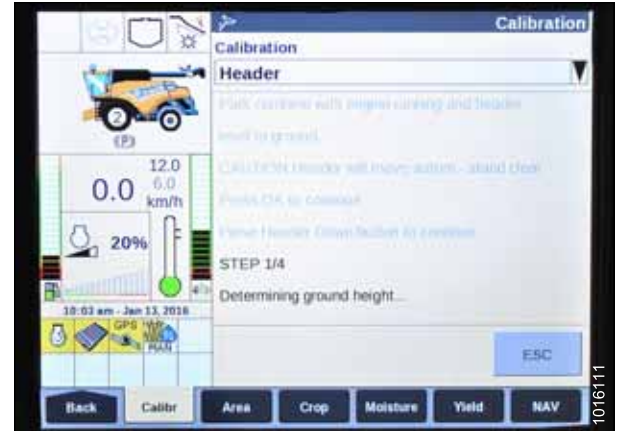 Calibration
Calibration
Header
Park combine with engine running and header
level to ground.
CAUTION Header will move autom.- stand clear
Press OK to continue
Press Header Down button to continue
STEP 1/4
Determining ground height...
ESC
2
(P)
12.0
0.0 6.0
km/h
20%
10:03 am - Jan 13, 2016
GPS
MAN
Back Calibr Area Crop Moisture Yield NAV
1016111